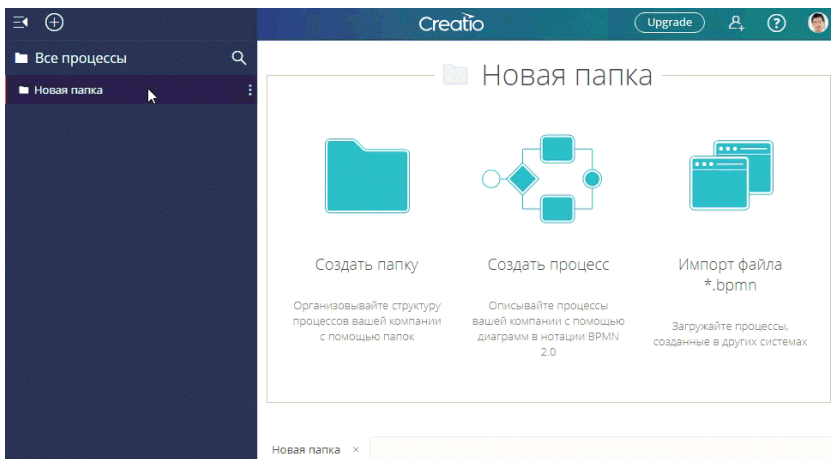 Creatio
Upgrade
Все процессы
Новая папка
Новая папка
Создать папку
Организовывайте структуру
процессов вашей компании
с помощью папок
Создать процесс
Описывайте процессы
вашей компании с помощью
диаграмм в нотации BPMN
2.0
Импорт файла
*.bpmn
Загружайте процессы,
созданные в других системах
Новая папка ×